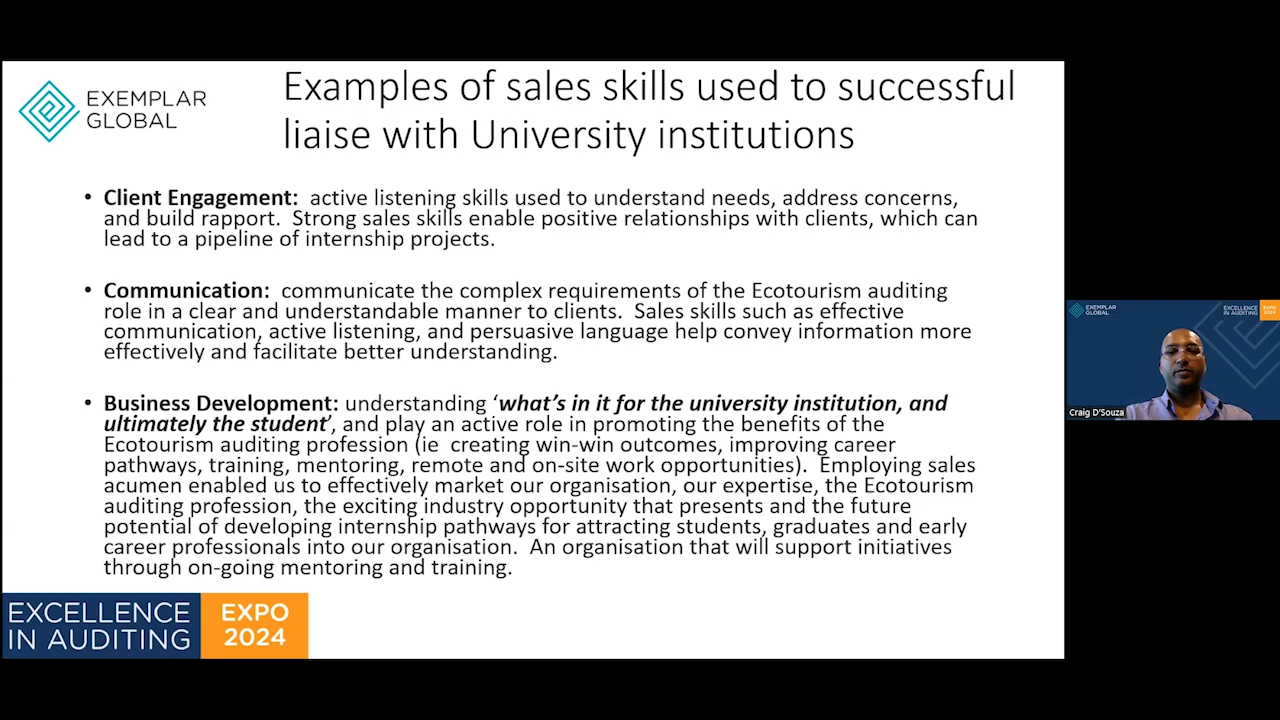 EXEMPLAR
GLOBAL
Examples of sales skills used to successful
liaise with University institutions
• Client Engagement: active listening skills used to understand needs, address concerns,
and build rapport. Strong sales skills enable positive relationships with clients, which can
lead to a pipeline of internship projects.
• Communication: communicate the complex requirements of the Ecotourism auditing
role in a clear and understandable manner to clients. Sales skills such as effective
communication, active listening, and persuasive language help convey information more
effectively and facilitate better understanding.
• Business Development: understanding ‘what’s in it for the university institution, and
ultimately the student’, and play an active role in promoting the benefits of the
Ecotourism auditing profession (ie creating win-win outcomes, improving career
pathways, training, mentoring, remote and on-site work opportunities). Employing sales
acumen enabled us to effectively market our organisation, our expertise, the Ecotourism
auditing profession, the exciting industry opportunity that presents and the future
potential of developing internship pathways for attracting students, graduates and early
career professionals into our organisation. An organisation that will support initiatives
through on-going mentoring and training.
EXCELLENCE
IN AUDITING
EXPO
2024
EXEMPLAR
GLOBAL
EXCELLENCE
IN AUDITING
EXPO
2024
Craig D'Souza